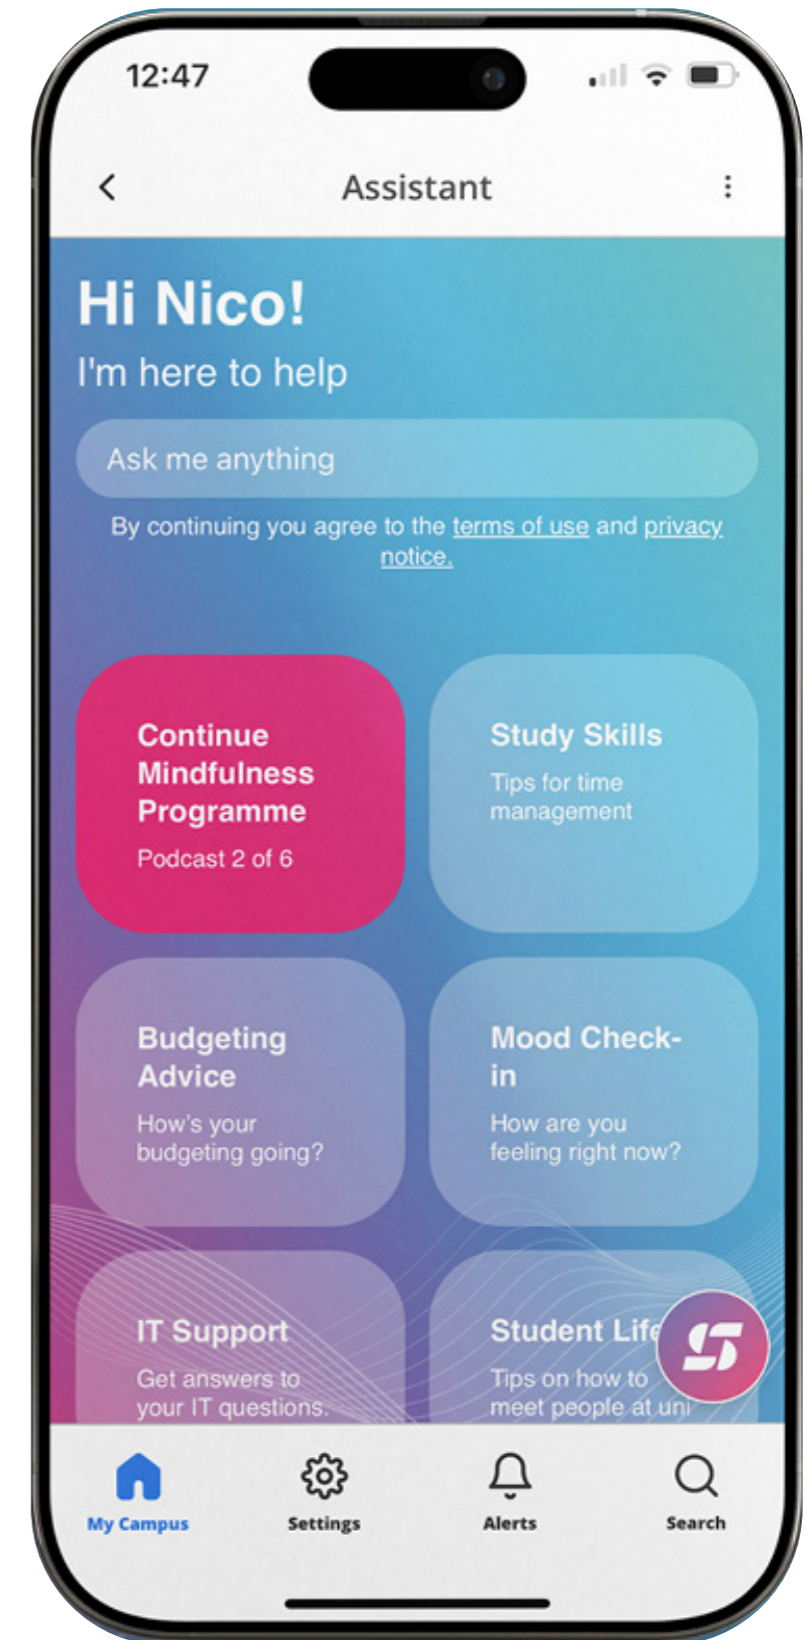 12:47
Assistant
Hi Nico!
I'm here to help
Ask me anything
By continuing you agree to the terms of use and privacy
notice.
Continue
Mindfulness
Programme
Podcast 2 of 6
Study Skills
Tips for time
management
Budgeting
Advice
How's your
budgeting going?
Mood Check-
in
How are you
feeling right now?
IT Support
Get answers to
your IT questions.
Student Life
Tips on how to
meet people at uni
My Campus
Settings
Alerts
Search